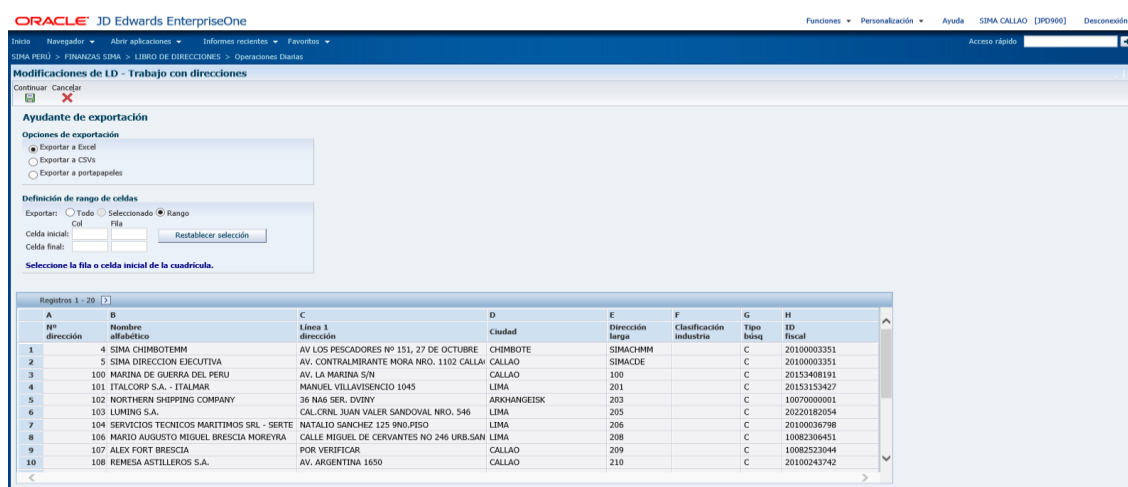 ORACLE® JD Edwards EnterpriseOne
Funciones Personalización Ayuda SIMA CALLAO [JPD900] Desconexión
Inicio Navegador Abrir aplicaciones Informes recientes Favoritos Acceso rápido
SIMA PERÚ > FINANZAS SIMA > LIBRO DE DIRECCIONES > Operaciones Diarias
Modificaciones de LD - Trabajo con direcciones
Continuar Cancelar
Ayudante de exportación
Opciones de exportación
Exportar a Excel
Exportar a CSVs
Exportar a portapapeles
Definición de rango de celdas
Exportar: Todo Seleccionado Rango
Col Fila
Celda inicial: Restablecer selección
Celda final:
Seleccione la fila o celda inicial de la cuadrícula.
Registros 1 - 20 >
A B C D E F G H
Nº dirección Nombre alfabético Línea 1 dirección Ciudad Dirección larga Clasificación industria Tipo búsq ID fiscal
1 4 SIMA CHIMBOTEMM AV LOS PESCADORES Nº 151, 27 DE OCTUBRE CHIMBOTE SIMACHMM C 20100003351
2 5 SIMA DIRECCION EJECUTIVA AV. CONTRALMIRANTE MORA NRO. 1102 CALLA CALLAO SIMACDE C 20100003351
3 100 MARINA DE GUERRA DEL PERU AV. LA MARINA S/N CALLAO 100 C 20153408191
4 101 ITALCORP S.A. - ITALMAR MANUEL VILLAVISENCIO 1045 LIMA 201 C 20153153427
5 102 NORTHERN SHIPPING COMPANY 36 NA6 SER. DVINY ARKHANGEISK 203 C 10070000001
6 103 LUMING S.A. CAL.CRNL JUAN VALER SANDOVAL NRO. 546 LIMA 205 C 20220182054
7 104 SERVICIOS TECNICOS MARITIMOS SRL - SERTE NATALIO SANCHEZ 125 9N0.PISO LIMA 206 C 20100036798
8 106 MARIO AUGUSTO MIGUEL BRESCIA MOREYRA CALLE MIGUEL DE CERVANTES NO 246 URB.SAN LIMA 208 C 10082306451
9 107 ALEX FORT BRESCIA POR VERIFICAR CALLAO 209 C 10082523044
10 108 REMESA ASTILLEROS S.A. AV. ARGENTINA 1650 CALLAO 210 C 20100243742